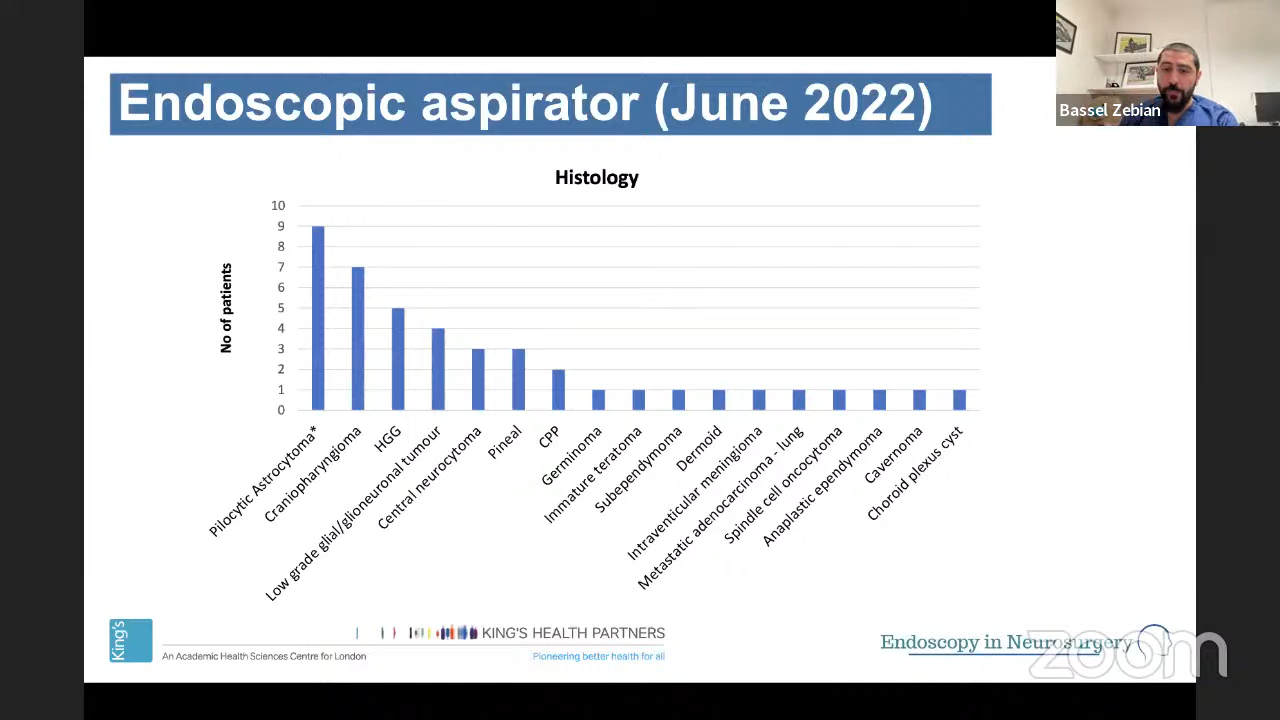 Endoscopic aspirator (June 2022)
Bassel Zebian
Histology
No of patients
10
9
8
7
6
5
4
3
2
1
0
Pilocytic Astrocytoma*
Craniopharyngioma
HGG
Low grade glial/glioneuronal tumour
Central neurocytoma
Pineal
CPP
Germinoma
Immature teratoma
Subependymoma
Dermoid
Intraventicular meningioma
Metastatic adenocarcinoma - lung
Spindle cell oncocytoma
Anaplastic ependymoma
Cavernoma
Choroid plexus cyst
King's
KING'S HEALTH PARTNERS
An Academic Health Sciences Centre for London
Pioneering better health for all
Endoscopy in Neurosurgery
zoom